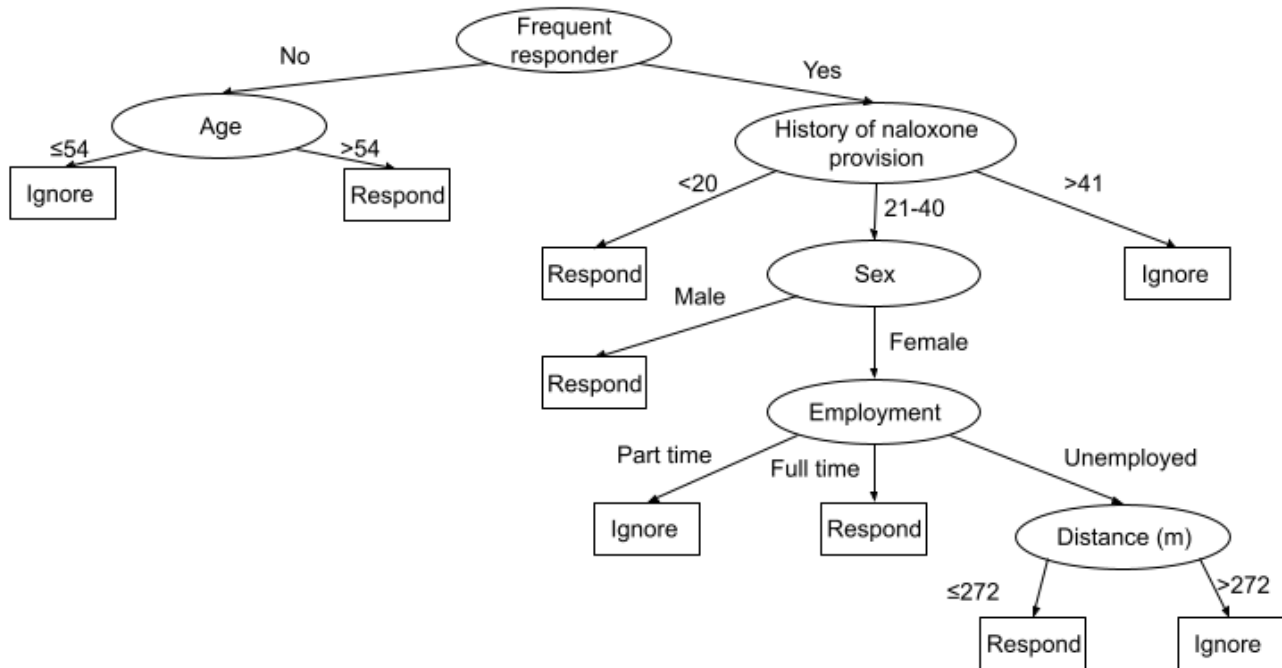 Frequent
responder
No
Yes
Age
History of naloxone
provision
≤54
>54
<20
21-40
>41
Ignore
Respond
Respond
Sex
Ignore
Male
Female
Respond
Employment
Part time
Full time
Unemployed
Ignore
Respond
Distance (m)
≤272
>272
Respond
Ignore